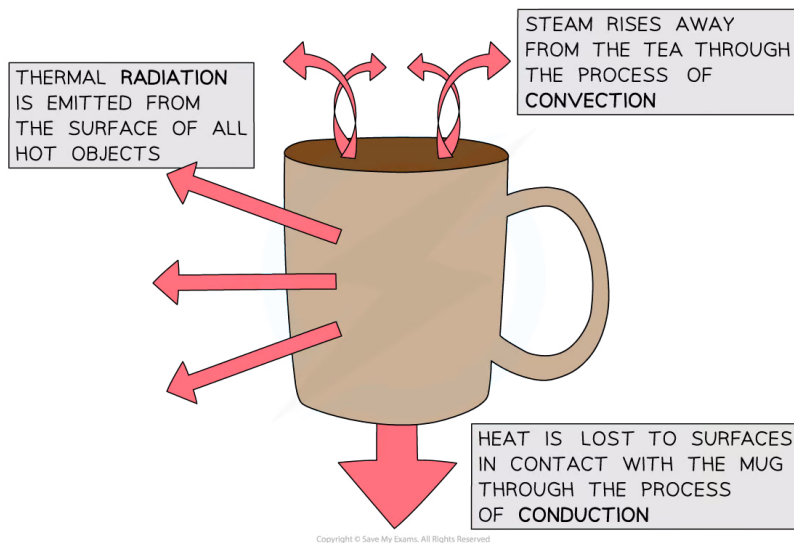 THERMAL RADIATION
IS EMITTED FROM
THE SURFACE OF ALL
HOT OBJECTS
STEAM RISES AWAY
FROM THE TEA THROUGH
THE PROCESS OF
CONVECTION
HEAT IS LOST TO SURFACES
IN CONTACT WITH THE MUG
THROUGH THE PROCESS
OF CONDUCTION
Copyright © Save My Exams. All Rights Reserved